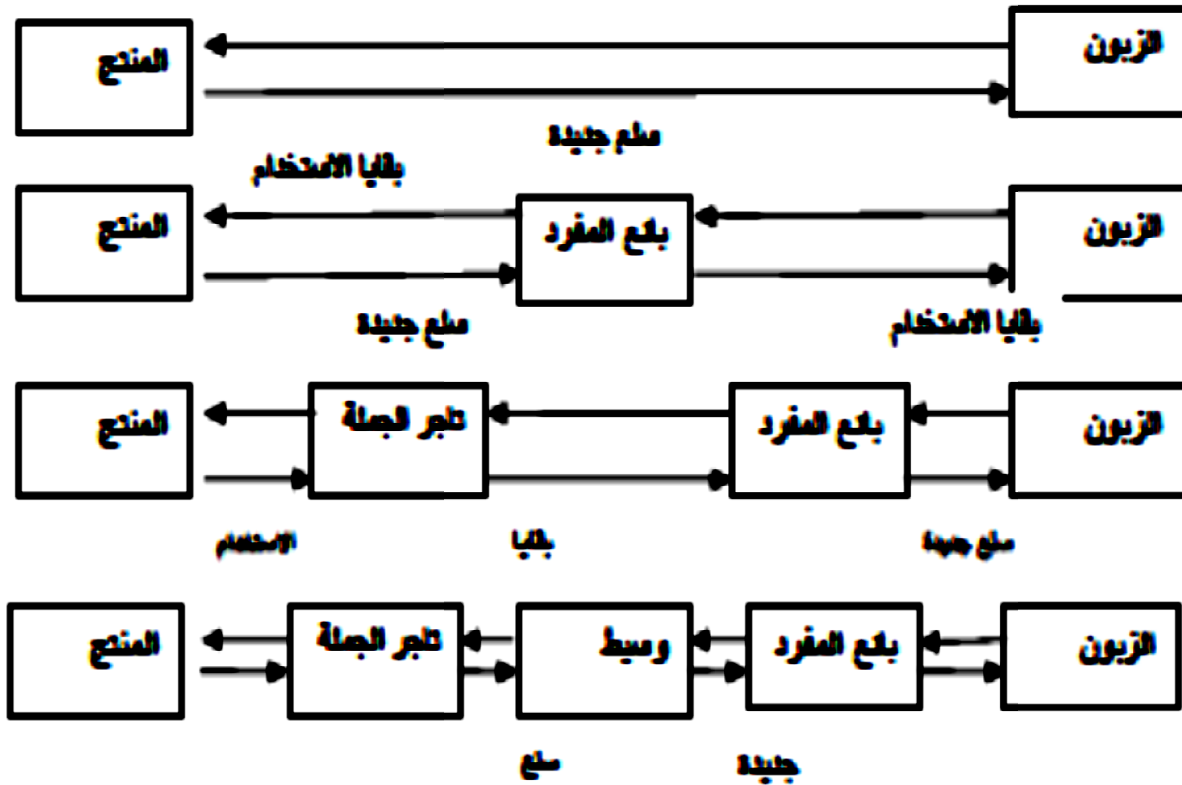 الزبون المنتج
سلع جديدة
بقايا الاستخدام
الزبون بائع المفرد المنتج
بقايا الاستخدام سلع جديدة
الزبون بائع المفرد تاجر الجملة المنتج
سلع جديدة بقايا الاستخدام
الزبون بائع المفرد وسيط تاجر الجملة المنتج
جديدة سلع